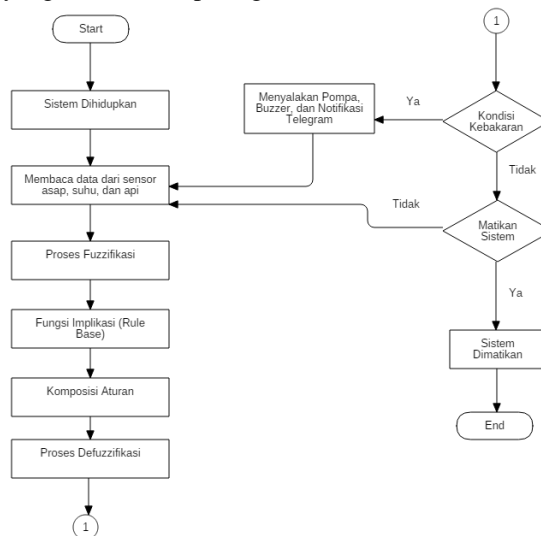 Start
Sistem Dihidupkan
Membaca data dari sensor
asap, suhu, dan api
Proses Fuzzifikasi
Fungsi Implikasi (Rule
Base)
Komposisi Aturan
Proses Defuzzifikasi
1
1
Kondisi
Kebakaran
Ya
Menyalakan Pompa,
Buzzer, dan Notifikasi
Telegram
Tidak
Matikan
Sistem
Tidak
Ya
Sistem
Dimatikan
End